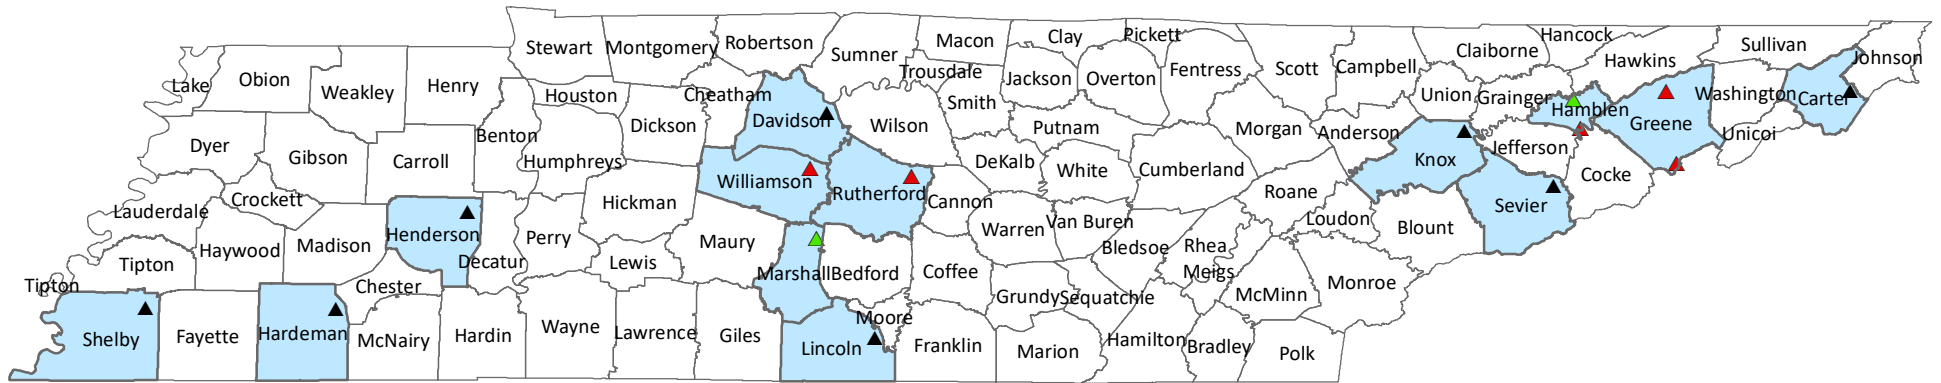 Stewart
Montgomery
Robertson
Sumner
Macon
Clay
Pickett
Trousdale
Jackson
Overton
Fentress
Scott
Campbell
Claiborne
Hancock
Hawkins
Sullivan
Johnson
Lake
Obion
Weakley
Henry
Houston
Cheatham
Smith
Union
Grainger
Hamblen
Washington
Carter
Dyer
Gibson
Carroll
Benton
Humphreys
Dickson
Davidson
Wilson
Putnam
Morgan
Anderson
Knox
Jefferson
Greene
Unicoi
Lauderdale
Crockett
Henderson
Hickman
Williamson
Rutherford
Cannon
DeKalb
White
Cumberland
Roane
Loudon
Blount
Sevier
Cocke
Tipton
Tipton
Haywood
Madison
Chester
Decatur
Perry
Lewis
Maury
Marshall
Bedford
Coffee
Warren
Van Buren
Bledsoe
Rhea
Meigs
McMinn
Monroe
Shelby
Fayette
Hardeman
McNairy
Hardin
Wayne
Lawrence
Giles
Lincoln
Moore
Franklin
Grundy
Sequatchie
Marion
Hamilton
Bradley
Polk